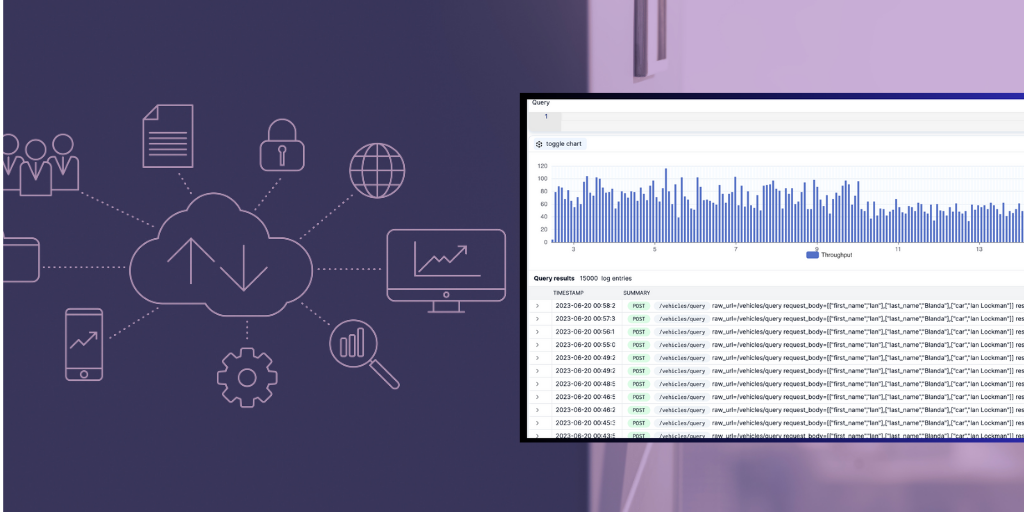 Query
1
toggle chart
120
100
80
60
40
20
0
3 5 7 9 11 13
Throughput
Query results 15000 log entries
TIMESTAMP SUMMARY
2023-06-20 00:58:2 POST /vehicles/query raw_url=/vehicles/query request_body=[["first_name","Ian"],["last_name","Blanda"],["car","Ian Lockman"]] res
2023-06-20 00:57:3 POST /vehicles/query raw_url=/vehicles/query request_body=[["first_name","Ian"],["last_name","Blanda"],["car","Ian Lockman"]] res
2023-06-20 00:56:1 POST /vehicles/query raw_url=/vehicles/query request_body=[["first_name","Ian"],["last_name","Blanda"],["car","Ian Lockman"]] res
2023-06-20 00:55:0 POST /vehicles/query raw_url=/vehicles/query request_body=[["first_name","Ian"],["last_name","Blanda"],["car","Ian Lockman"]] res
2023-06-20 00:49:2 POST /vehicles/query raw_url=/vehicles/query request_body=[["first_name","Ian"],["last_name","Blanda"],["car","Ian Lockman"]] res
2023-06-20 00:49:2 POST /vehicles/query raw_url=/vehicles/query request_body=[["first_name","Ian"],["last_name","Blanda"],["car","Ian Lockman"]] res
2023-06-20 00:48:5 POST /vehicles/query raw_url=/vehicles/query request_body=[["first_name","Ian"],["last_name","Blanda"],["car","Ian Lockman"]] res
2023-06-20 00:46:5 POST /vehicles/query raw_url=/vehicles/query request_body=[["first_name","Ian"],["last_name","Blanda"],["car","Ian Lockman"]] res
2023-06-20 00:46:2 POST /vehicles/query raw_url=/vehicles/query request_body=[["first_name","Ian"],["last_name","Blanda"],["car","Ian Lockman"]] res
2023-06-20 00:45:3 POST /vehicles/query raw_url=/vehicles/query request_body=[["first_name","Ian"],["last_name","Blanda"],["car","Ian Lockman"]] res
2023-06-20 00:43:5 POST /vehicles/query raw_url=/vehicles/query request_body=[["first_name","Ian"],["last_name","Blanda"],["car","Ian Lockman"]] res